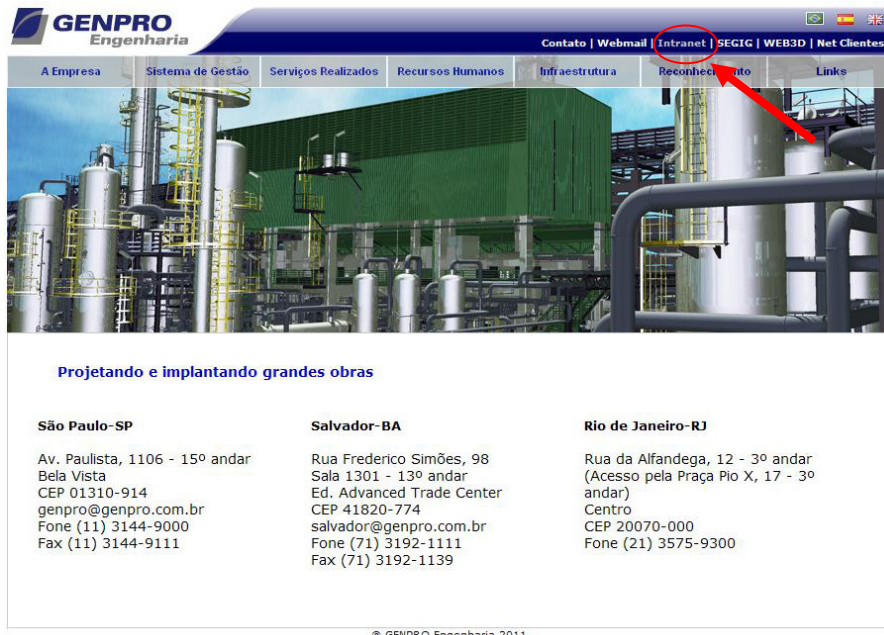 GENPRO
Engenharia
Contato | Webmail | Intranet | SEGIG | WEB3D | Net Clientes
A Empresa Sistema de Gestão Serviços Realizados Recursos Humanos Infraestrutura Reconhecimento Links
Projetando e implantando grandes obras
São Paulo-SP
Av. Paulista, 1106 - 15º andar
Bela Vista
CEP 01310-914
genpro@genpro.com.br
Fone (11) 3144-9000
Fax (11) 3144-9111
Salvador-BA
Rua Frederico Simões, 98
Sala 1301 - 13º andar
Ed. Advanced Trade Center
CEP 41820-774
salvador@genpro.com.br
Fone (71) 3192-1111
Fax (71) 3192-1139
Rio de Janeiro-RJ
Rua da Alfandega, 12 - 3º andar
(Acesso pela Praça Pio X, 17 - 3º
andar)
Centro
CEP 20070-000
Fone (21) 3575-9300
® GENPRO Engenharia 2011